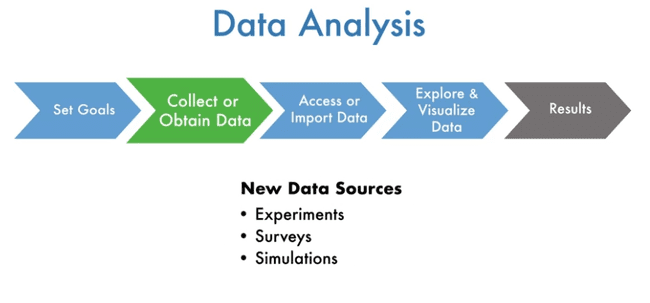 Data Analysis
Set Goals
Collect or
Obtain Data
Access or
Import Data
Explore &
Visualize
Data
Results
New Data Sources
• Experiments
• Surveys
• Simulations